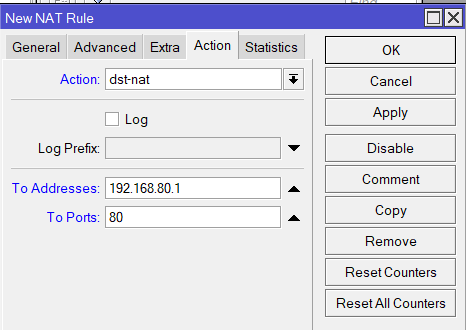 New NAT Rule
General
Advanced
Extra
Action
Statistics
Action:
dst-nat
Log
Log Prefix:
To Addresses:
192.168.80.1
To Ports:
80
OK
Cancel
Apply
Disable
Comment
Copy
Remove
Reset Counters
Reset All Counters